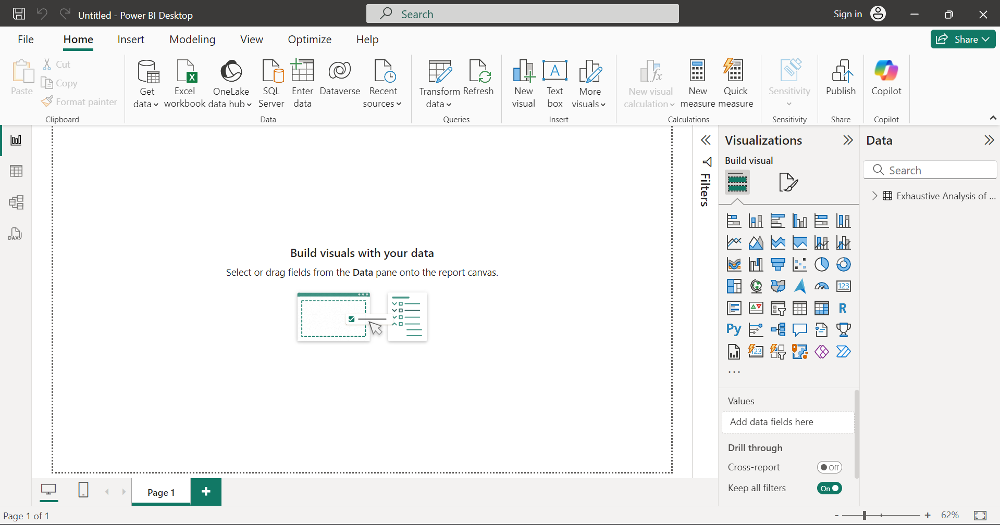 Untitled - Power BI Desktop
Search
Sign in
File
Home
Insert
Modeling
View
Optimize
Help
Share
Paste
Cut
Copy
Format painter
Clipboard
Get
data
Excel
workbook
OneLake
data hub
SQL
Server
Enter
data
Dataverse
Recent
sources
Data
Transform
data
Refresh
Queries
New
visual
A
Text
box
More
visuals
Insert
New visual
calculation
New
measure
Quick
measure
Calculations
Sensitivity
Sensitivity
Publish
Share
Copilot
Copilot
DAX
Build visuals with your data
Select or drag fields from the Data pane onto the report canvas.
Filters
Visualizations
Build visual
123
R
Py
123
...
Values
Add data fields here
Drill through
Cross-report
Off
Keep all filters
On
Data
Search
Exhaustive Analysis of ...
Page 1
+
Page 1 of 1
-
+
62%